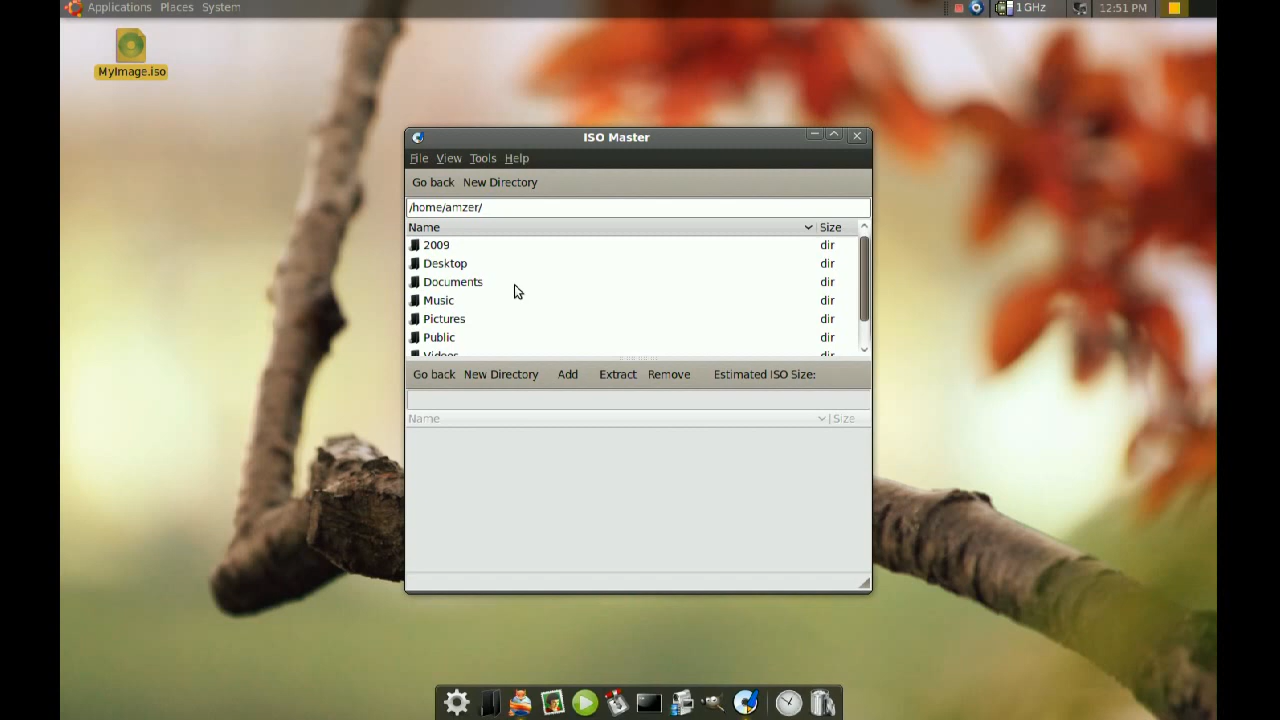 Applications Places System 1 GHz 12:51 PM
MyImage.iso
ISO Master
File View Tools Help
Go back New Directory
/home/amzer/
Name Size
2009 dir
Desktop dir
Documents dir
Music dir
Pictures dir
Public dir
Videos dir
Go back New Directory Add Extract Remove Estimated ISO Size:
Name Size